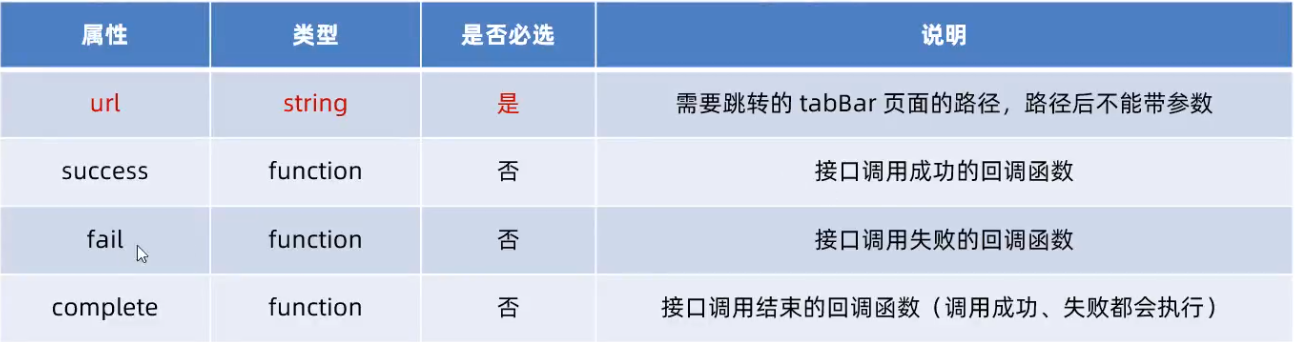 属性 类型 是否必选 说明
url string 是 需要跳转的 tabBar 页面的路径，路径后不能带参数
success function 否 接口调用成功的回调函数
fail function 否 接口调用失败的回调函数
complete function 否 接口调用结束的回调函数（调用成功、失败都会执行）